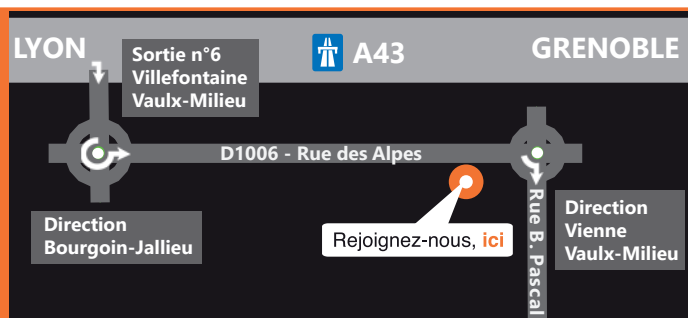 LYON
Sortie n°6
Villefontaine
Vaulx-Milieu
A43
GRENOBLE
D1006 - Rue des Alpes
Direction
Bourgoin-Jallieu
Rejoignez-nous, ici
Rue B. Pascal
Direction
Vienne
Vaulx-Milieu